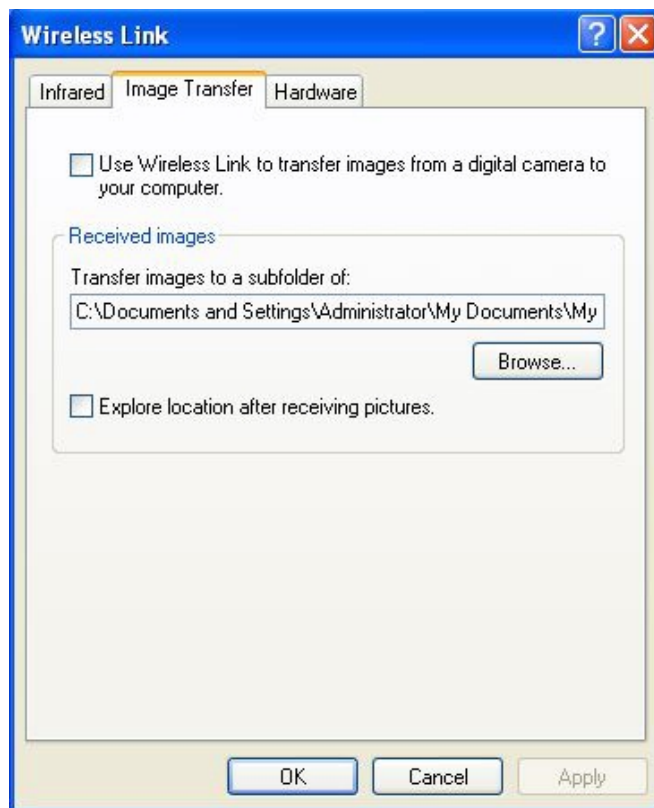 Wireless Link
Infrared Image Transfer Hardware
Use Wireless Link to transfer images from a digital camera to
your computer.
Received images
Transfer images to a subfolder of:
C:\Documents and Settings\Administrator\My Documents\My
Browse...
Explore location after receiving pictures.
OK Cancel Apply